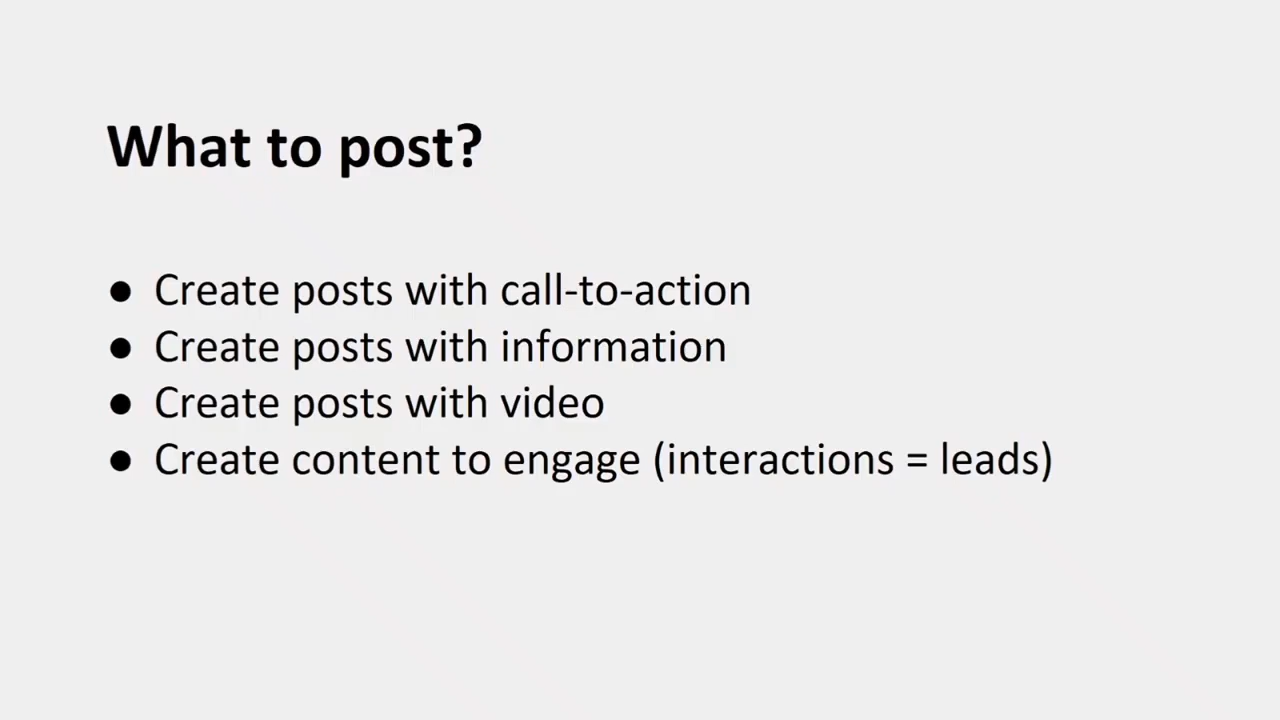 What to post?
● Create posts with call-to-action
● Create posts with information
● Create posts with video
● Create content to engage (interactions = leads)